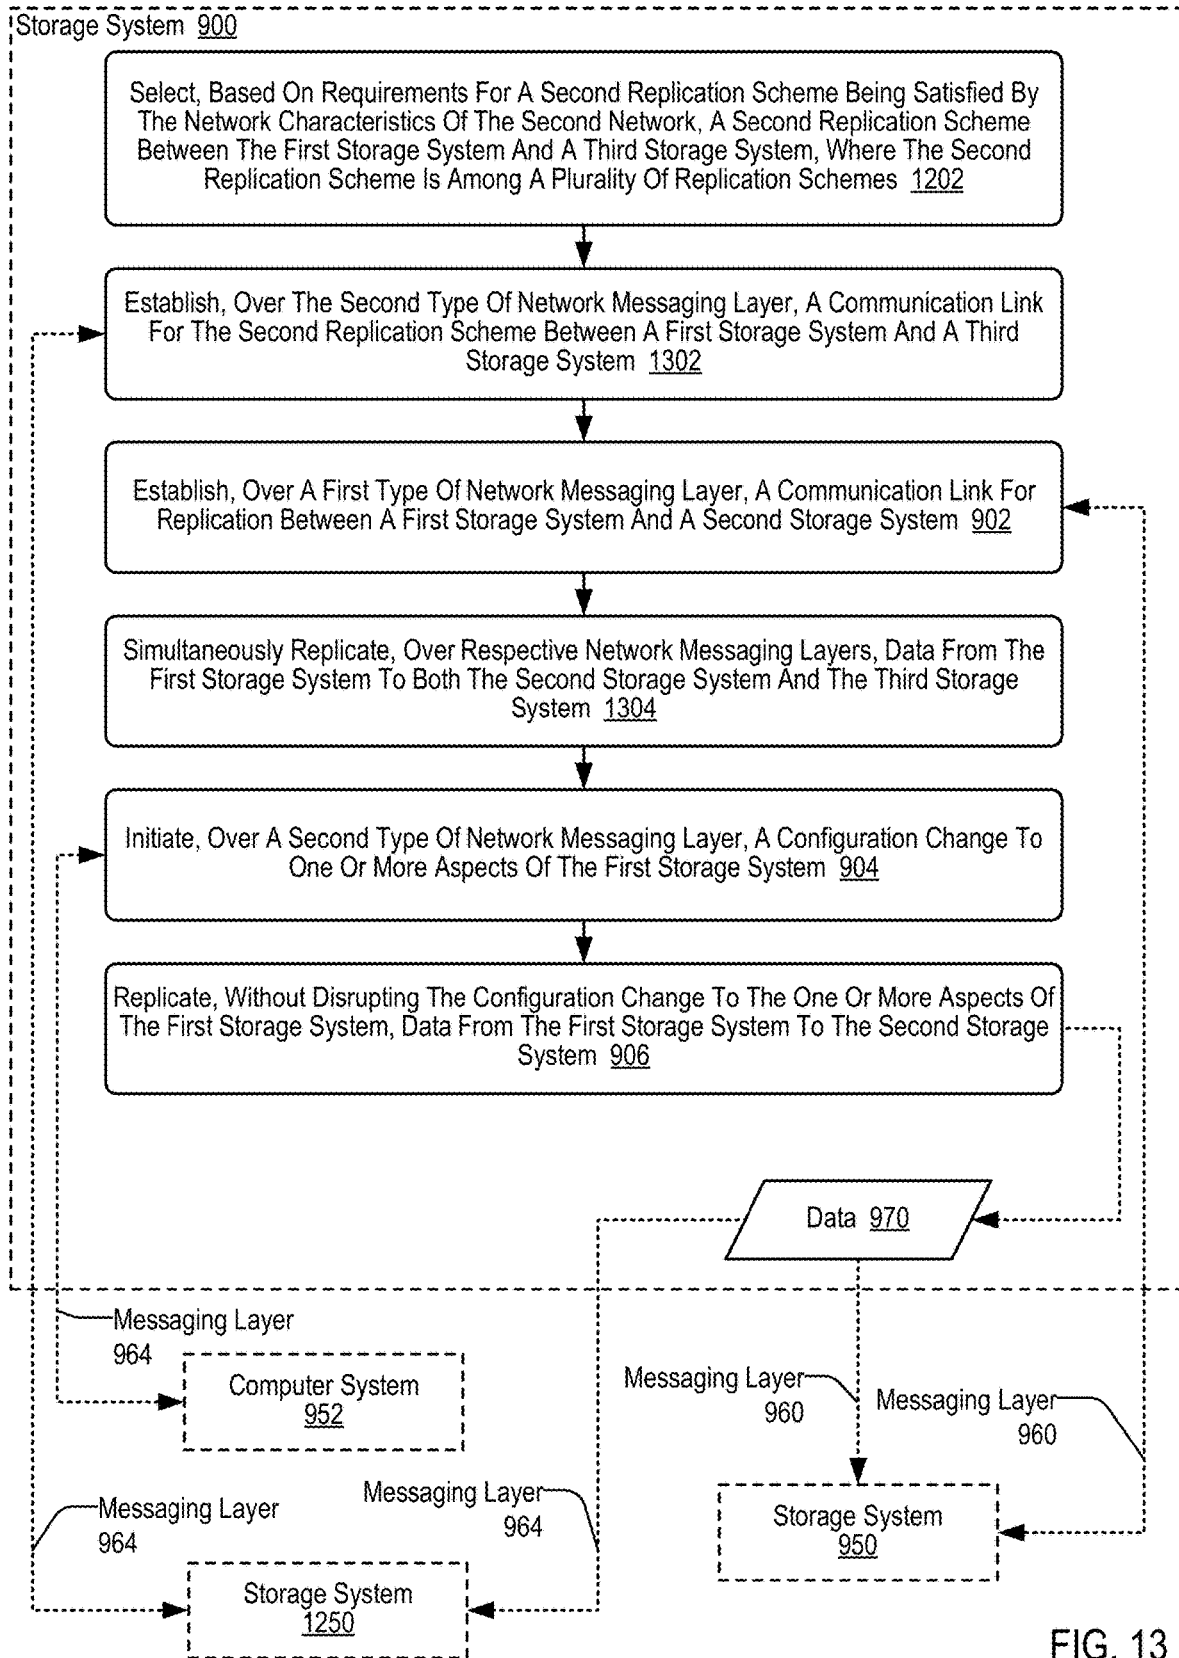 Storage System 900
Select, Based On Requirements For A Second Replication Scheme Being Satisfied By
The Network Characteristics Of The Second Network, A Second Replication Scheme
Between The First Storage System And A Third Storage System, Where The Second
Replication Scheme Is Among A Plurality Of Replication Schemes 1202
Establish, Over The Second Type Of Network Messaging Layer, A Communication Link
For The Second Replication Scheme Between A First Storage System And A Third
Storage System 1302
Establish, Over A First Type Of Network Messaging Layer, A Communication Link For
Replication Between A First Storage System And A Second Storage System 902
Simultaneously Replicate, Over Respective Network Messaging Layers, Data From The
First Storage System To Both The Second Storage System And The Third Storage
System 1304
Initiate, Over A Second Type Of Network Messaging Layer, A Configuration Change To
One Or More Aspects Of The First Storage System 904
Replicate, Without Disrupting The Configuration Change To The One Or More Aspects Of
The First Storage System, Data From The First Storage System To The Second Storage
System 906
Data 970
Messaging Layer
964
Computer System
952
Messaging Layer
960
Messaging Layer
960
Messaging Layer
964
Messaging Layer
964
Storage System
950
Storage System
1250
FIG. 13